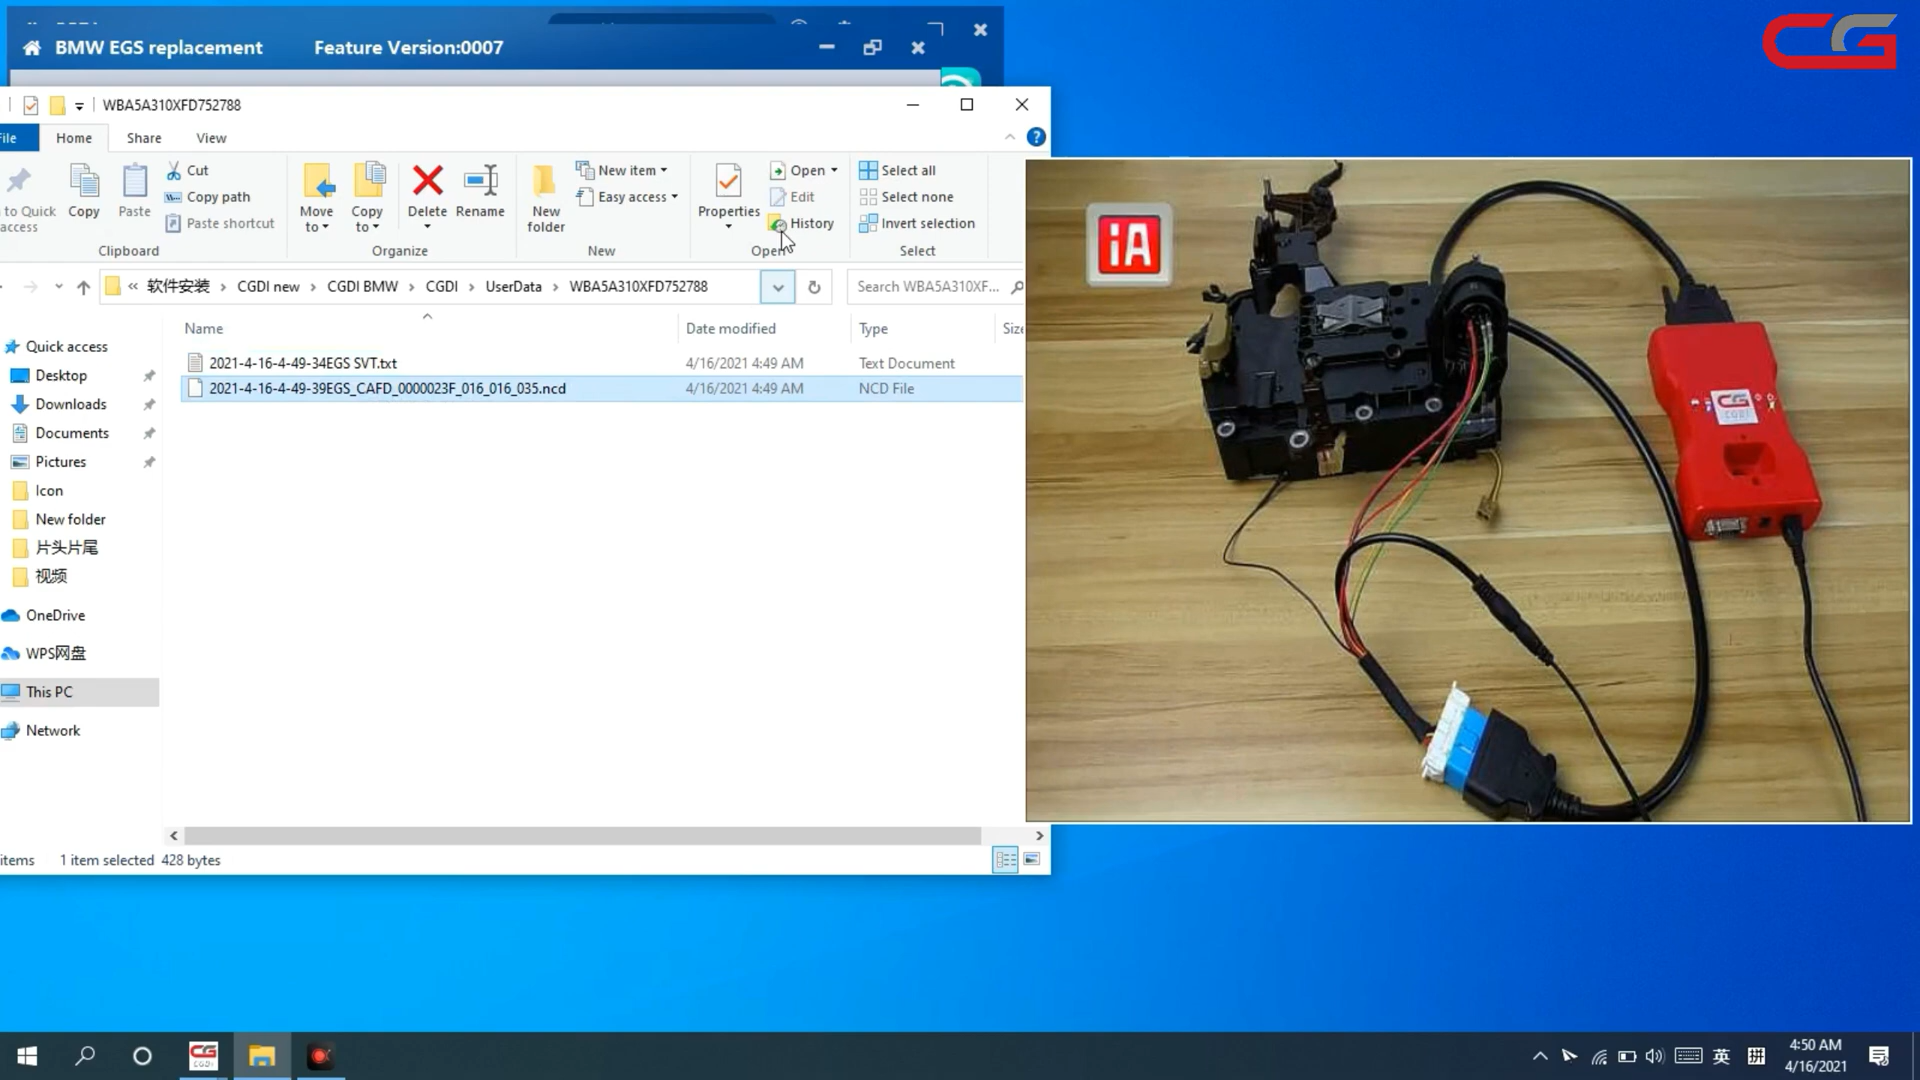 BMW EGS replacement Feature Version:0007
CG
WBA5A310XFD752788
File Home Share View
to Quick access
Copy
Paste
Cut
Copy path
Paste shortcut
Clipboard
Move to
Copy to
Delete
Rename
Organize
New folder
New item
Easy access
New
Properties
Open
Edit
History
Open
Select all
Select none
Invert selection
Select
« 软件安装 › CGDI new › CGDI BMW › CGDI › UserData › WBA5A310XFD752788
Search WBA5A310XF...
Name Date modified Type Size
2021-4-16-4-49-34EGS SVT.txt 4/16/2021 4:49 AM Text Document
2021-4-16-4-49-39EGS_CAFD_0000023F_016_016_035.ncd 4/16/2021 4:49 AM NCD File
Quick access
Desktop
Downloads
Documents
Pictures
Icon
New folder
片头片尾
视频
OneDrive
WPS网盘
This PC
Network
items 1 item selected 428 bytes
iA
CG
CGDI
英 拼
4:50 AM
4/16/2021